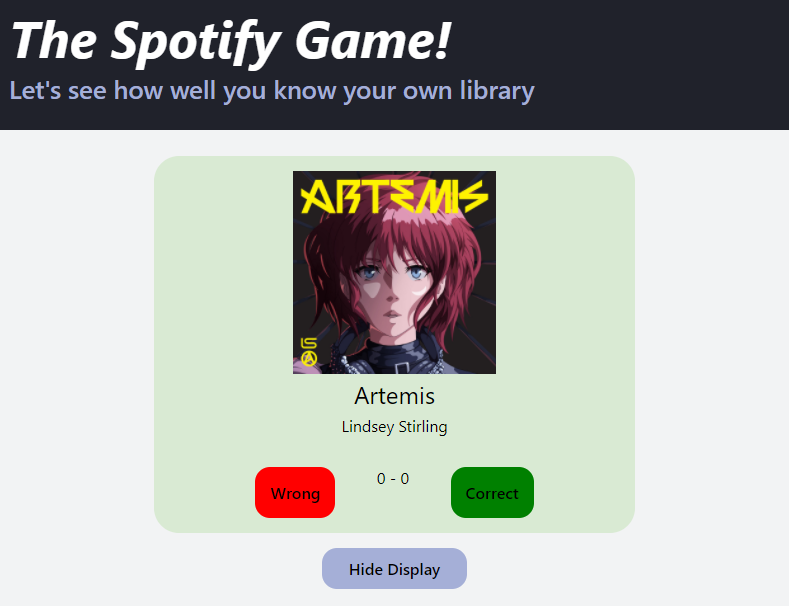 The Spotify Game!
Let's see how well you know your own library
ARTEMIS
LS
A
Artemis
Lindsey Stirling
Wrong
0 - 0
Correct
Hide Display